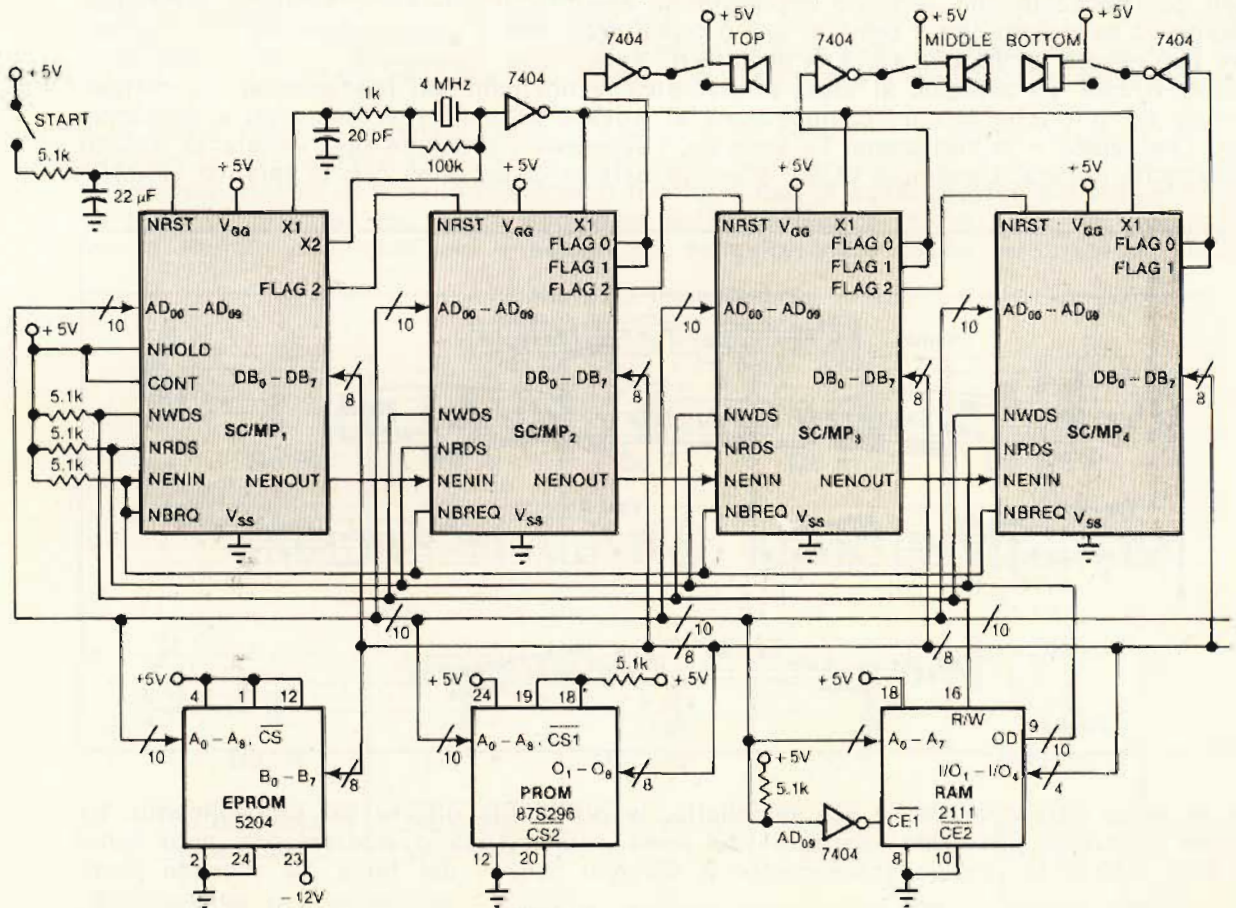 +5V
+5V
+5V
7404
TOP
7404
MIDDLE
BOTTOM
7404
+5V
START
5.1k
22 µF
20 pF
1k
4 MHz
100k
7404
+5V
+5V
+5V
+5V
NRST
VGG
X1
X2
FLAG 2
AD00 – AD09
10
+5V
NHOLD
CONT
DB0 – DB7
8
5.1k
NWDS
5.1k
NRDS
5.1k
NENIN
NBRQ
SC/MP1
NENOUT
VSS
NRST
VGG
X1
FLAG 0
FLAG 1
FLAG 2
10
AD00 – AD09
DB0 – DB7
8
NWDS
NRDS
SC/MP2
NENIN
NENOUT
NBREQ
VSS
NRST
VGG
X1
FLAG 0
FLAG 1
FLAG 2
10
AD00 – AD09
DB0 – DB7
8
NWDS
NRDS
SC/MP3
NENIN
NENOUT
NBREQ
VSS
NRST
VGG
X1
FLAG 0
FLAG 1
10
AD00 – AD09
DB0 – DB7
8
NWDS
NRDS
SC/MP4
NENIN
NBREQ
VSS
10
10
10
8
8
+5V
4
1
12
10
A0 – A8, CS
B0 – B7
8
EPROM
5204
2
24
23
–12V
+5V
24
19
18
5.1k
+5V
10
A0 – A8, CS1
O1 – O8
8
PROM
87S296
CS2
12
20
+5V
18
16
R/W
A0 – A7
OD
9
10
I/O1 – I/O4
4
+5V
5.1k
AD09
7404
CE1
RAM
2111
CE2
8
10